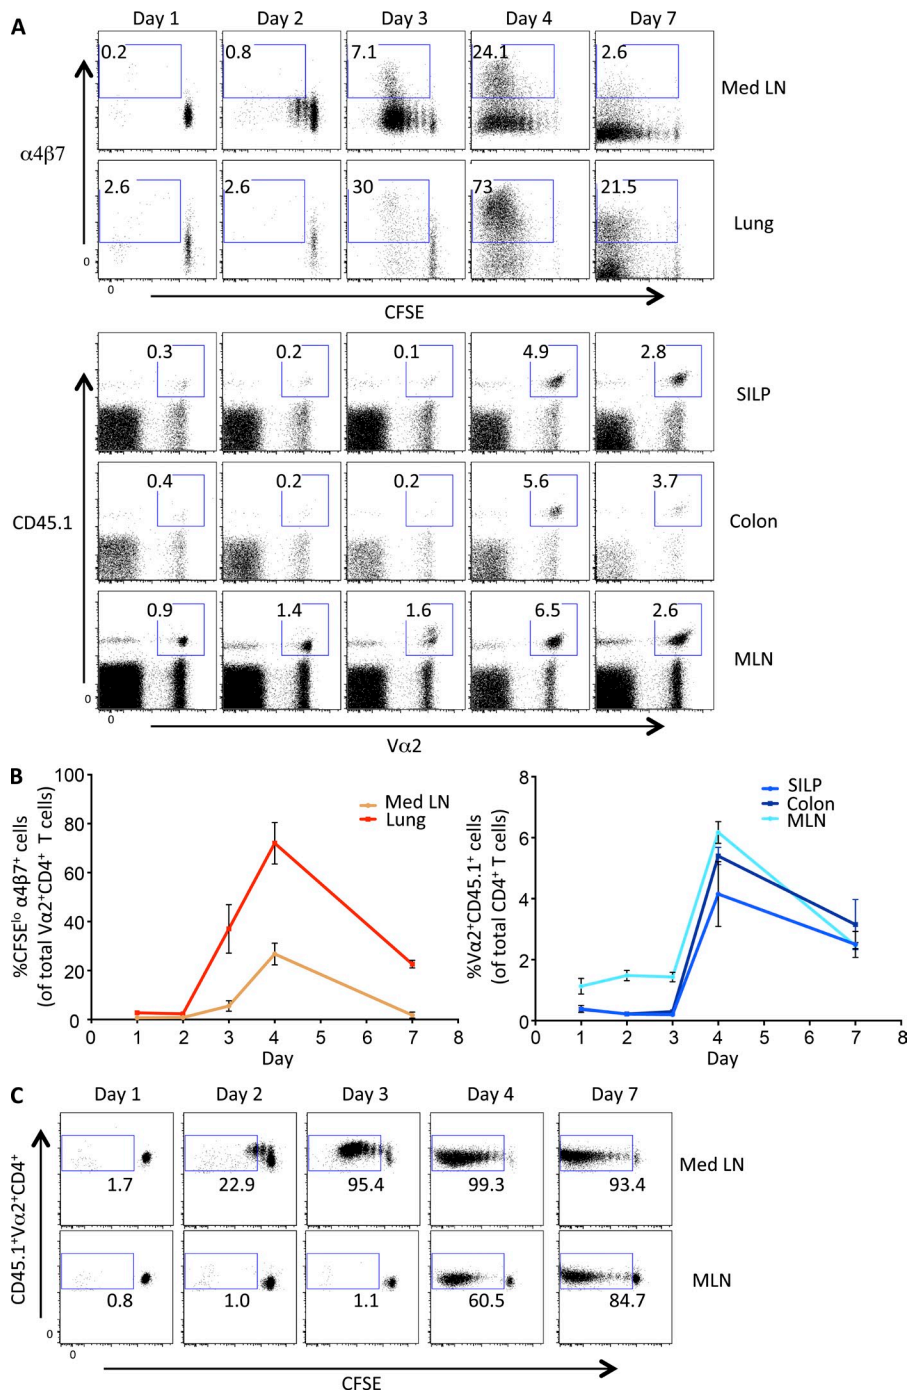 A
Day 1 Day 2 Day 3 Day 4 Day 7
0.2 0.8 7.1 24.1 2.6
Med LN
α4β7
2.6 2.6 30 73 21.5
Lung
0
0
CFSE
0.3 0.2 0.1 4.9 2.8
SILP
0.4 0.2 0.2 5.6 3.7
CD45.1
Colon
0.9 1.4 1.6 6.5 2.6
MLN
0
0
Vα2
B
%CFSEˡᵒ α4β7⁺ cells
(of total Vα2⁺CD4⁺ T cells)
100
80
60
40
20
0
Med LN
Lung
0 1 2 3 4 5 6 7 8
Day
%Vα2⁺CD45.1⁺ cells
(of total CD4⁺ T cells)
8
6
4
2
0
SILP
Colon
MLN
0 1 2 3 4 5 6 7 8
Day
C
Day 1 Day 2 Day 3 Day 4 Day 7
CD45.1⁺Vα2⁺CD4⁺
Med LN
1.7 22.9 95.4 99.3 93.4
MLN
0.8 1.0 1.1 60.5 84.7
0
0
CFSE